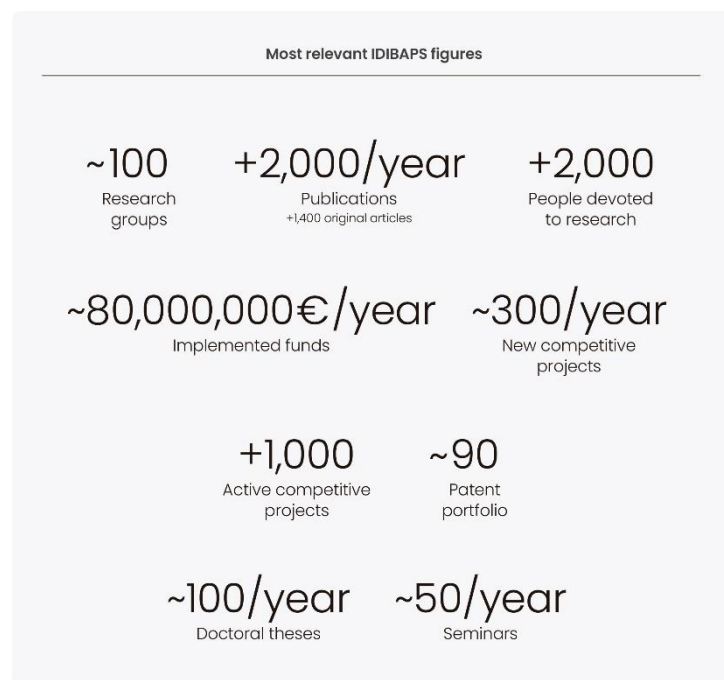 Most relevant IDIBAPS figures
~100
Research
groups
+2,000/year
Publications
+1,400 original articles
+2,000
People devoted
to research
~80,000,000€/year
Implemented funds
~300/year
New competitive
projects
+1,000
Active competitive
projects
~90
Patent
portfolio
~100/year
Doctoral theses
~50/year
Seminars